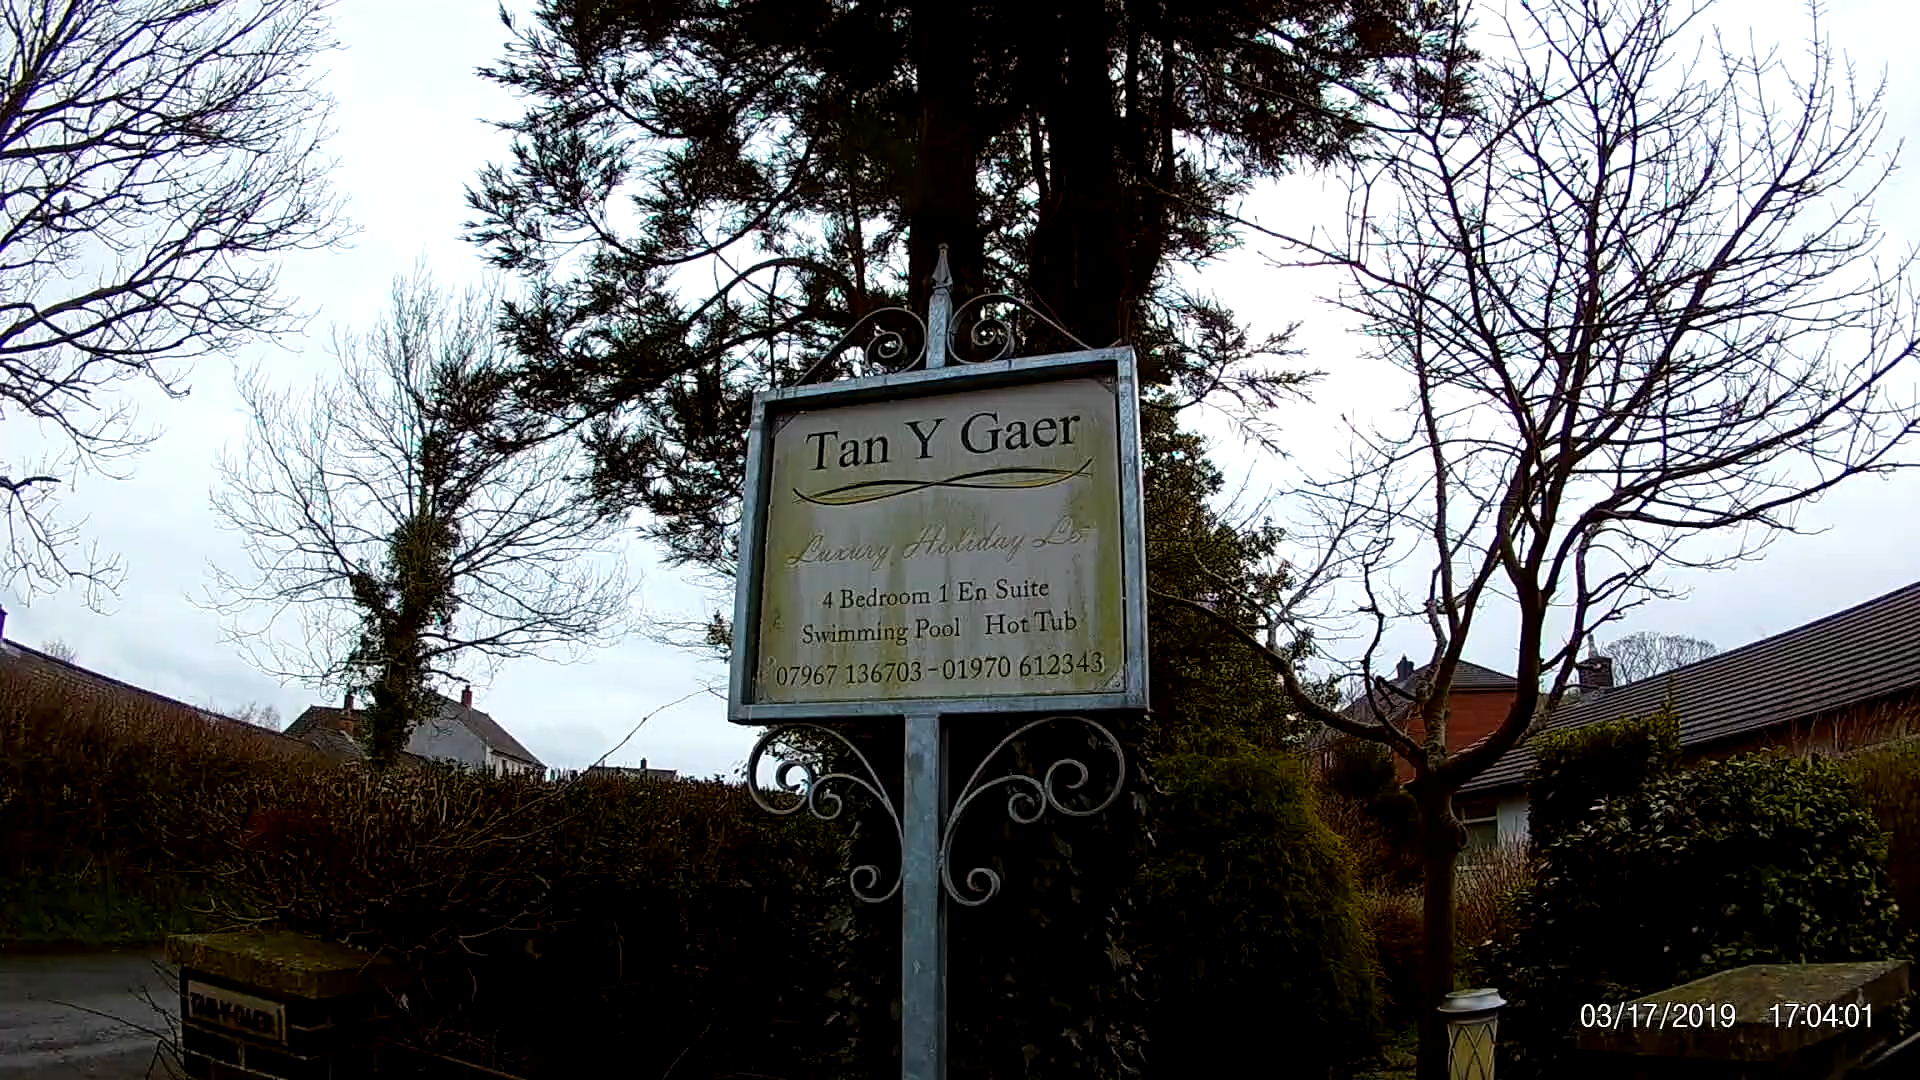 Tan Y Gaer
Luxury Holiday Let
4 Bedroom 1 En Suite
Swimming Pool Hot Tub
07967 136703 - 01970 612343
TAN-Y-GAER
03/17/2019 17:04:01